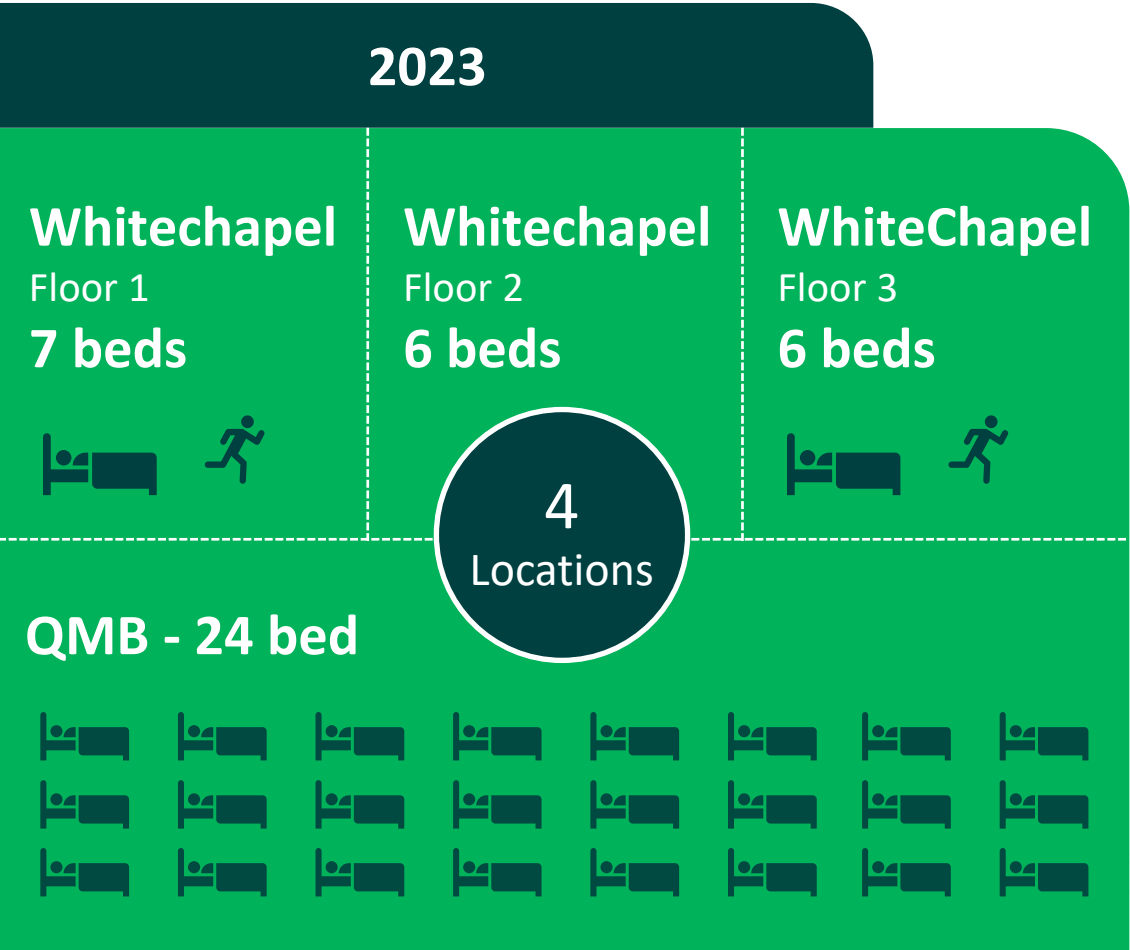 2023
Whitechapel
Floor 1
7 beds
Whitechapel
Floor 2
6 beds
WhiteChapel
Floor 3
6 beds
4
Locations
QMB - 24 bed